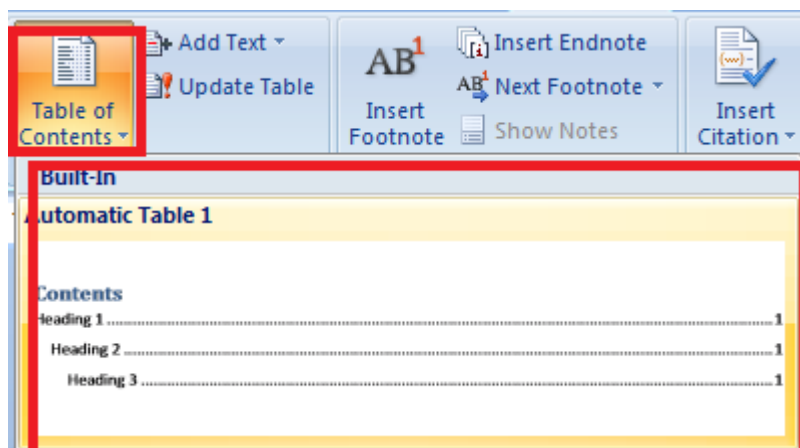 Add Text
Insert Endnote
AB1
Update Table
AB1 Next Footnote
Table of
Contents
Insert
Footnote
Show Notes
Insert
Citation
Built-In
Automatic Table 1
Contents
Heading 1 1
Heading 2 1
Heading 3 1